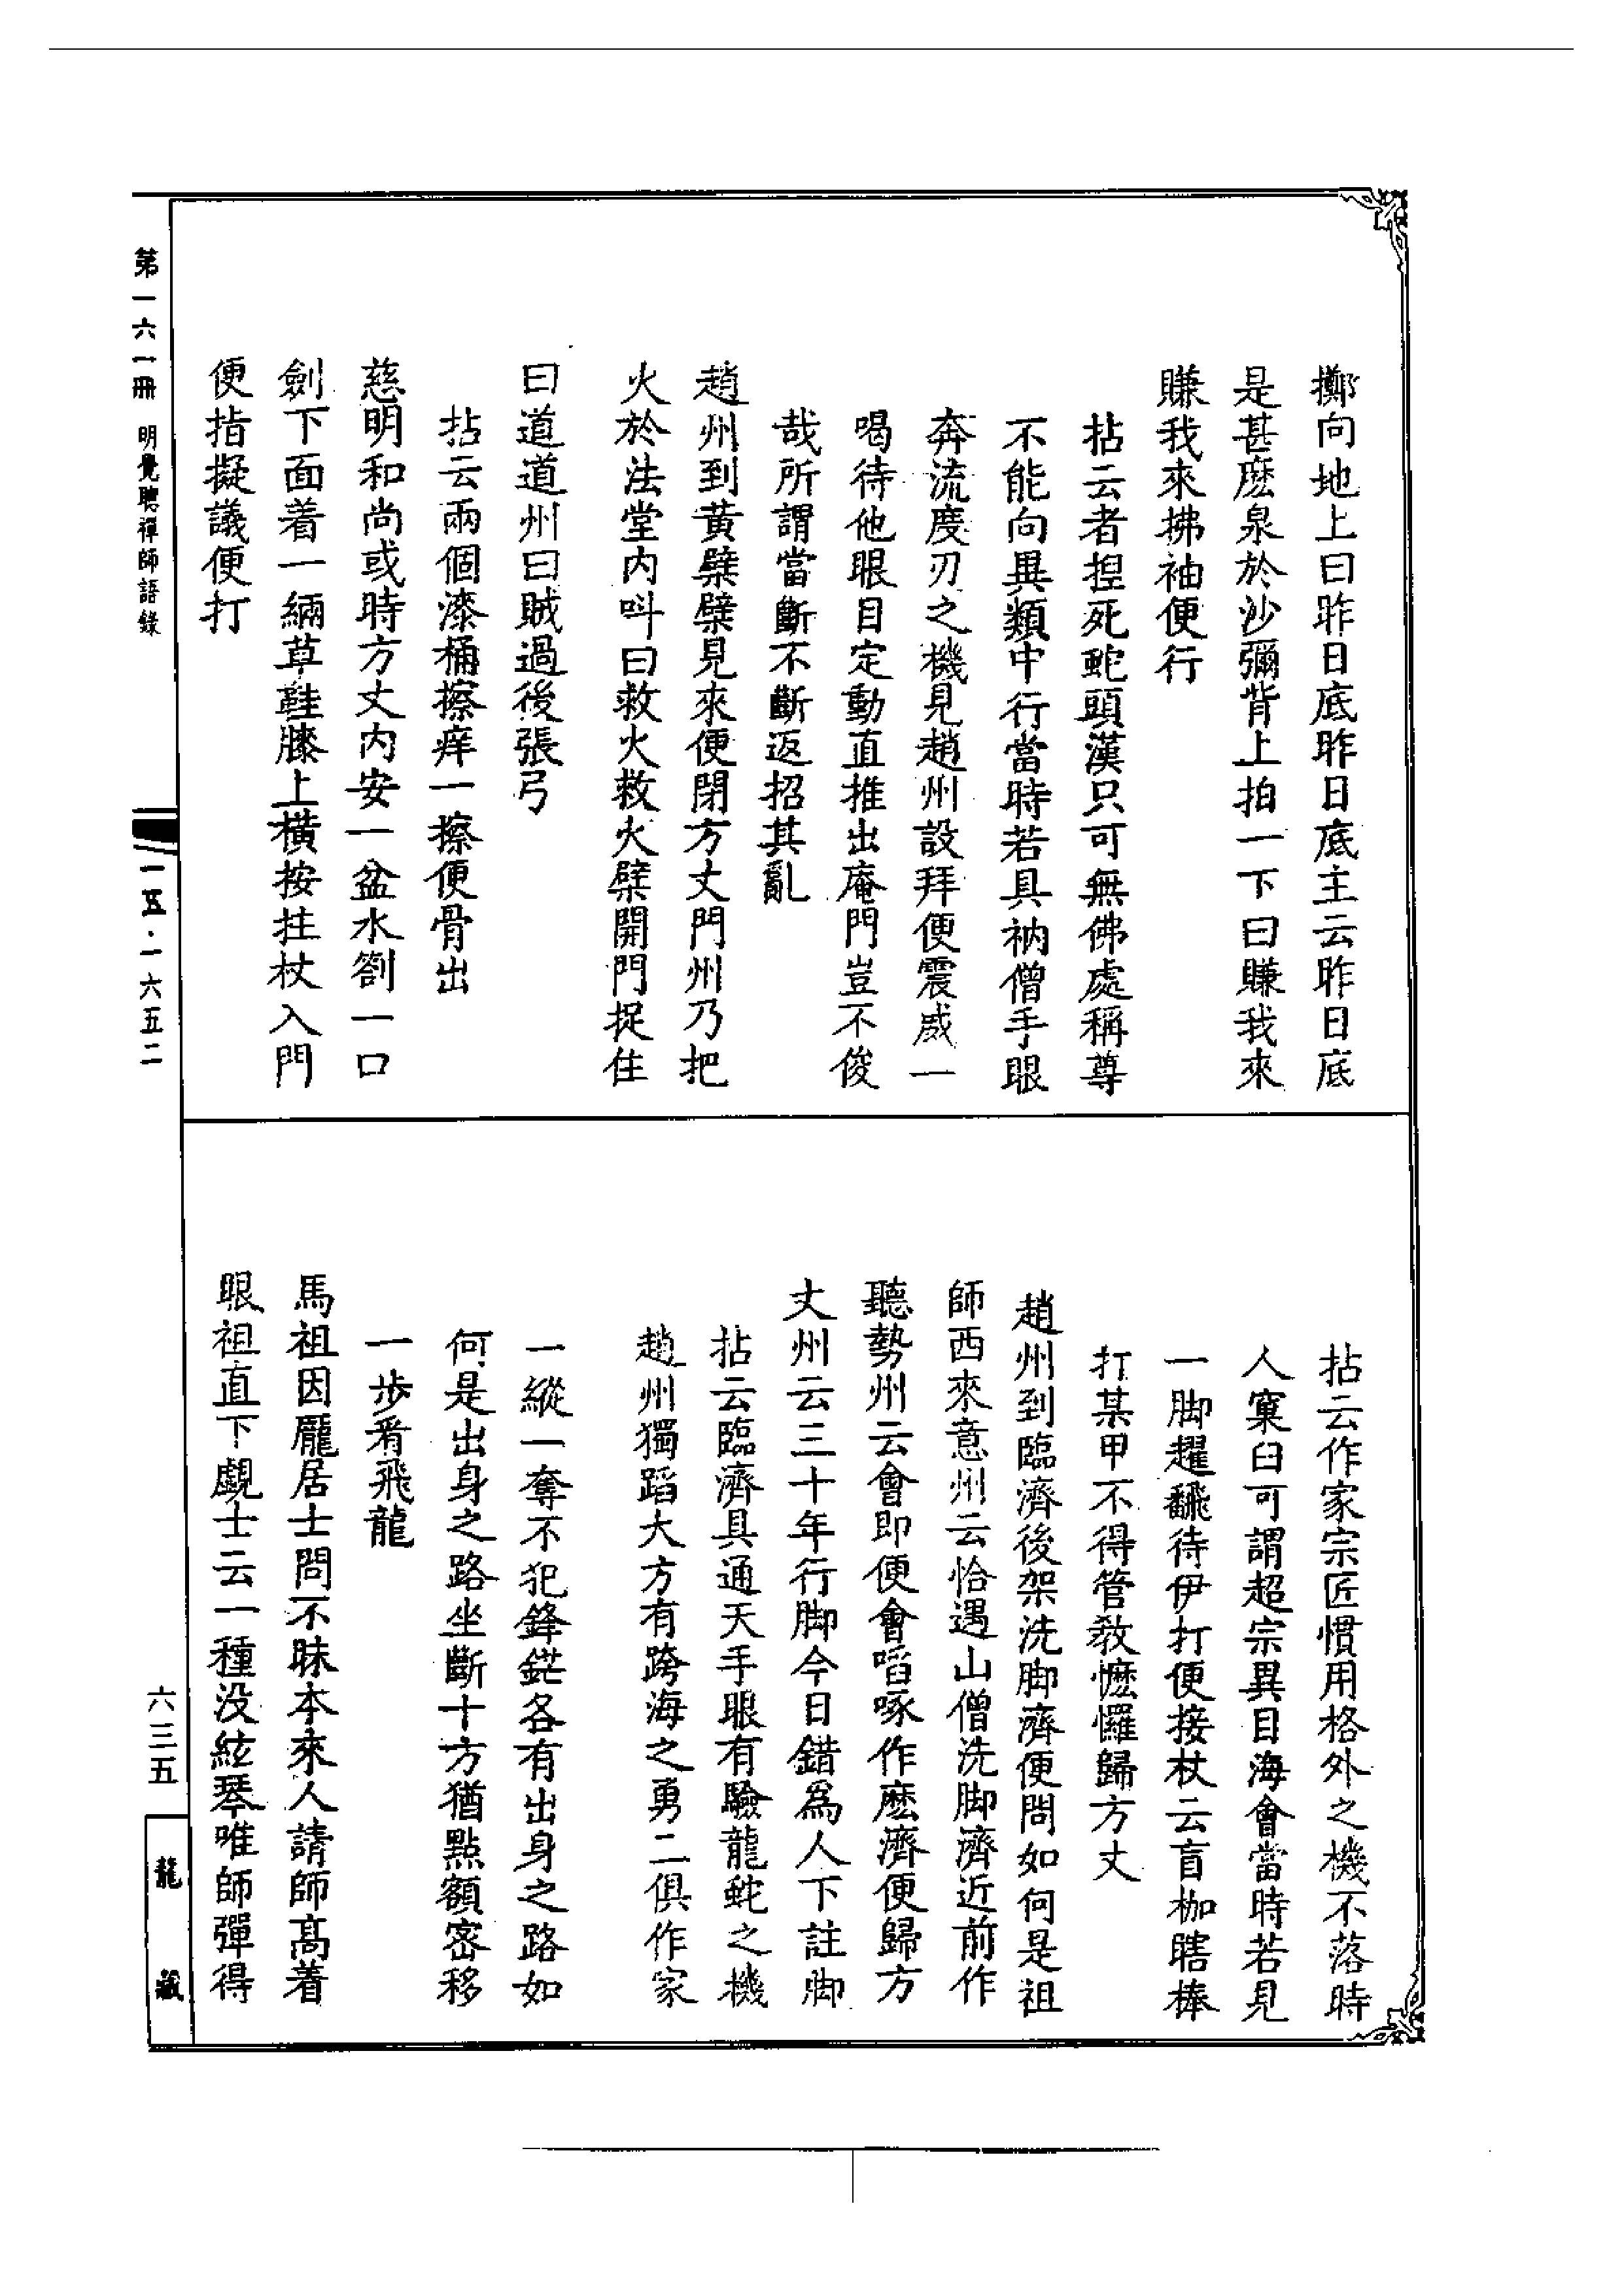 擲向地上曰昨日底昨日底主云昨日底
是甚麽泉於沙彌背上拍一下曰賺我來
賺我來拂袖便行
拈云者揑死蛇頭漢只可無佛處稱尊
不能向異類中行當時若具衲僧手眼
奔流度刃之機見趙州設拜便震威一
喝待他眼目定動直推出庵門豈不俊
哉所謂當斷不斷返招其亂
趙州到黃檗檗見來便閉方丈門州乃把
火於法堂内呌曰救火救火檗開門捉住
曰道道州曰賊過後張弓
拈云兩個漆桶擦痒一擦便骨出
慈明和尚或時方丈内安一盆水劄一口
劍下面着一緉草鞋膝上橫按拄杖入門
便指擬議便打
拈云作家宗匠慣用格外之機不落時
人窠臼可謂超宗異目海會當時若見
一脚趯飜待伊打便接杖云盲枷瞎棒
打某甲不得管教懡㦬歸方丈
趙州到臨濟後架洗脚濟便問如何是祖
師西來意州云恰遇山僧洗脚濟近前作
聽勢州云會即便會㗖啄作麽濟便歸方
丈州云三十年行脚今日錯爲人下註脚
拈云臨濟具通天手眼有驗龍蛇之機
趙州獨蹈大方有跨海之勇二俱作家
一縱一奪不犯鋒鋩各有出身之路如
何是出身之路坐斷十方猶點額密移
一歩看飛龍
馬祖因龎居士問不昧本來人請師髙着
眼祖直下覷士云一種没絃琴唯師彈得
第一六一冊 明覺聰禪師語錄
一五·一六五二
六三五
龍藏